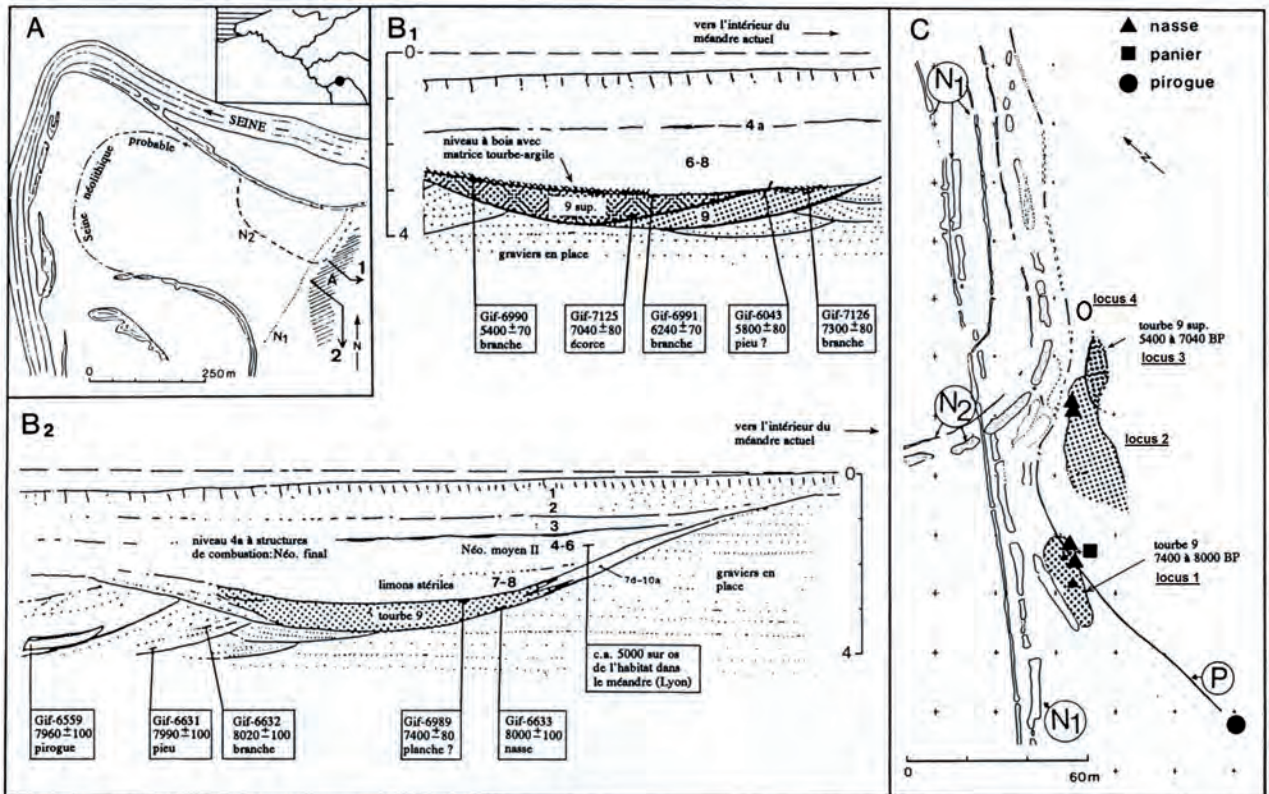 A
SEINE
Seine néolithique
probable
N2
A
1
2
N1
N
0
250 m
B1
vers l'intérieur du
méandre actuel
0
4a
niveau à bois avec
matrice tourbe-argile
6-8
9 sup.
9
4
graviers en place
Gif-6990
5400±70
branche
Gif-7125
7040±80
écorce
Gif-6991
6240±70
branche
Gif-6043
5800±80
pieu ?
Gif-7126
7300±80
branche
B2
vers l'intérieur du
méandre actuel
0
1
2
3
niveau 4a à structures
de combustion:Néo. final
Néo. moyen II
4-6
limons stériles
7-8
7d-10a
graviers en
place
tourbe 9
4
c.a. 5000 sur os
de l'habitat dans
le méandre (Lyon)
Gif-6559
7960±100
pirogue
Gif-6631
7990±100
pieu
Gif-6632
8020±100
branche
Gif-6989
7400±80
planche ?
Gif-6633
8000±100
nasse
C
nasse
panier
pirogue
N1
N
locus 4
tourbe 9 sup.
5400 à 7040 BP
locus 3
N2
locus 2
tourbe 9
7400 à 8000 BP
locus 1
P
N1
0
60 m